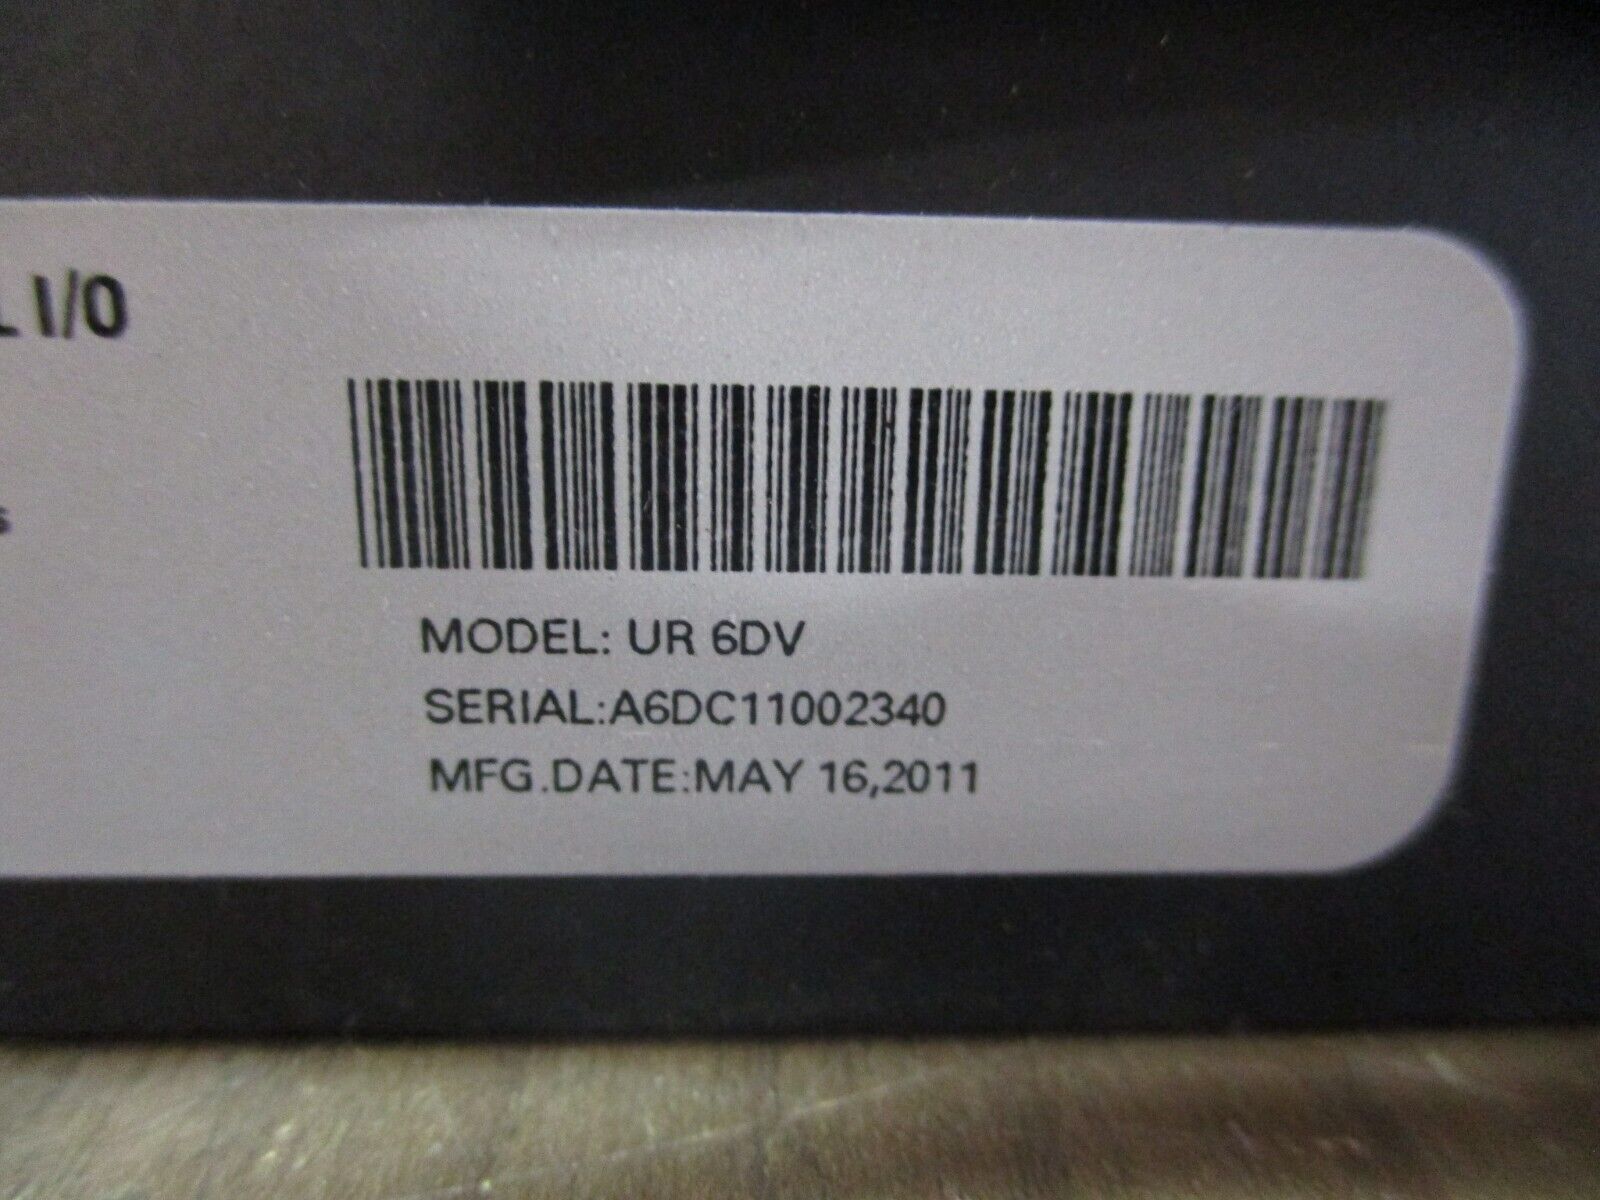 I/O
MODEL: UR 6DV
SERIAL:A6DC11002340
MFG.DATE:MAY 16,2011